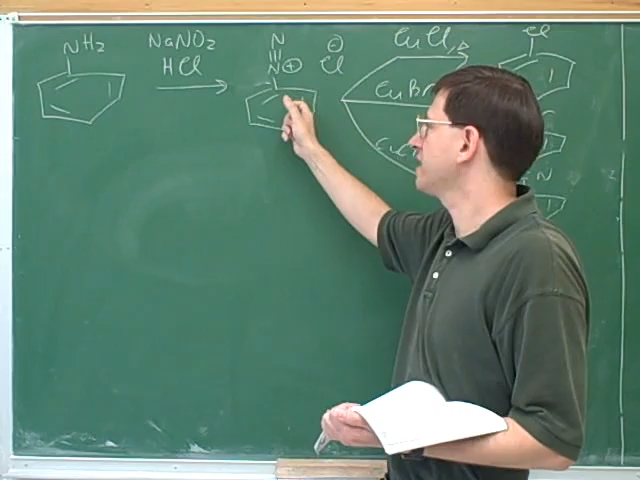 NH₂
NaNO₂
HCl
N
N⊕
⊖
Cl
CuCl, Δ
CuBr
Cl
N